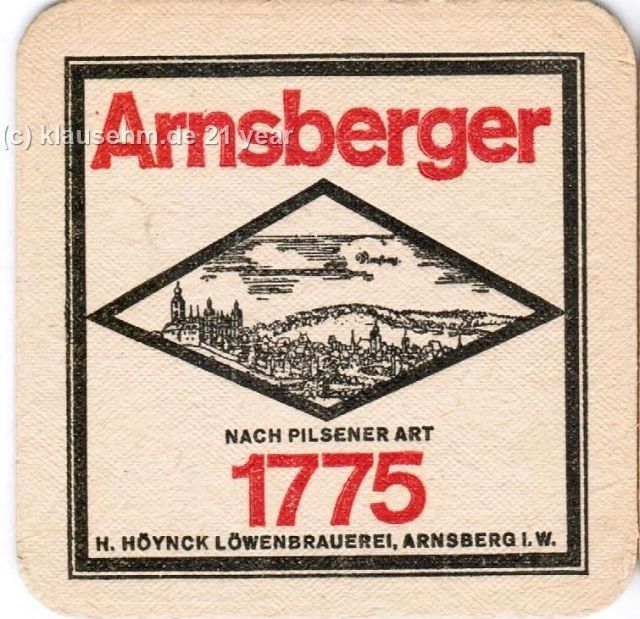 Arnsberger
(c) klausehm.de 21 year
NACH PILSENER ART
1775
H. HÖYNCK LÖWENBRAUEREI, ARNSBERG I. W.